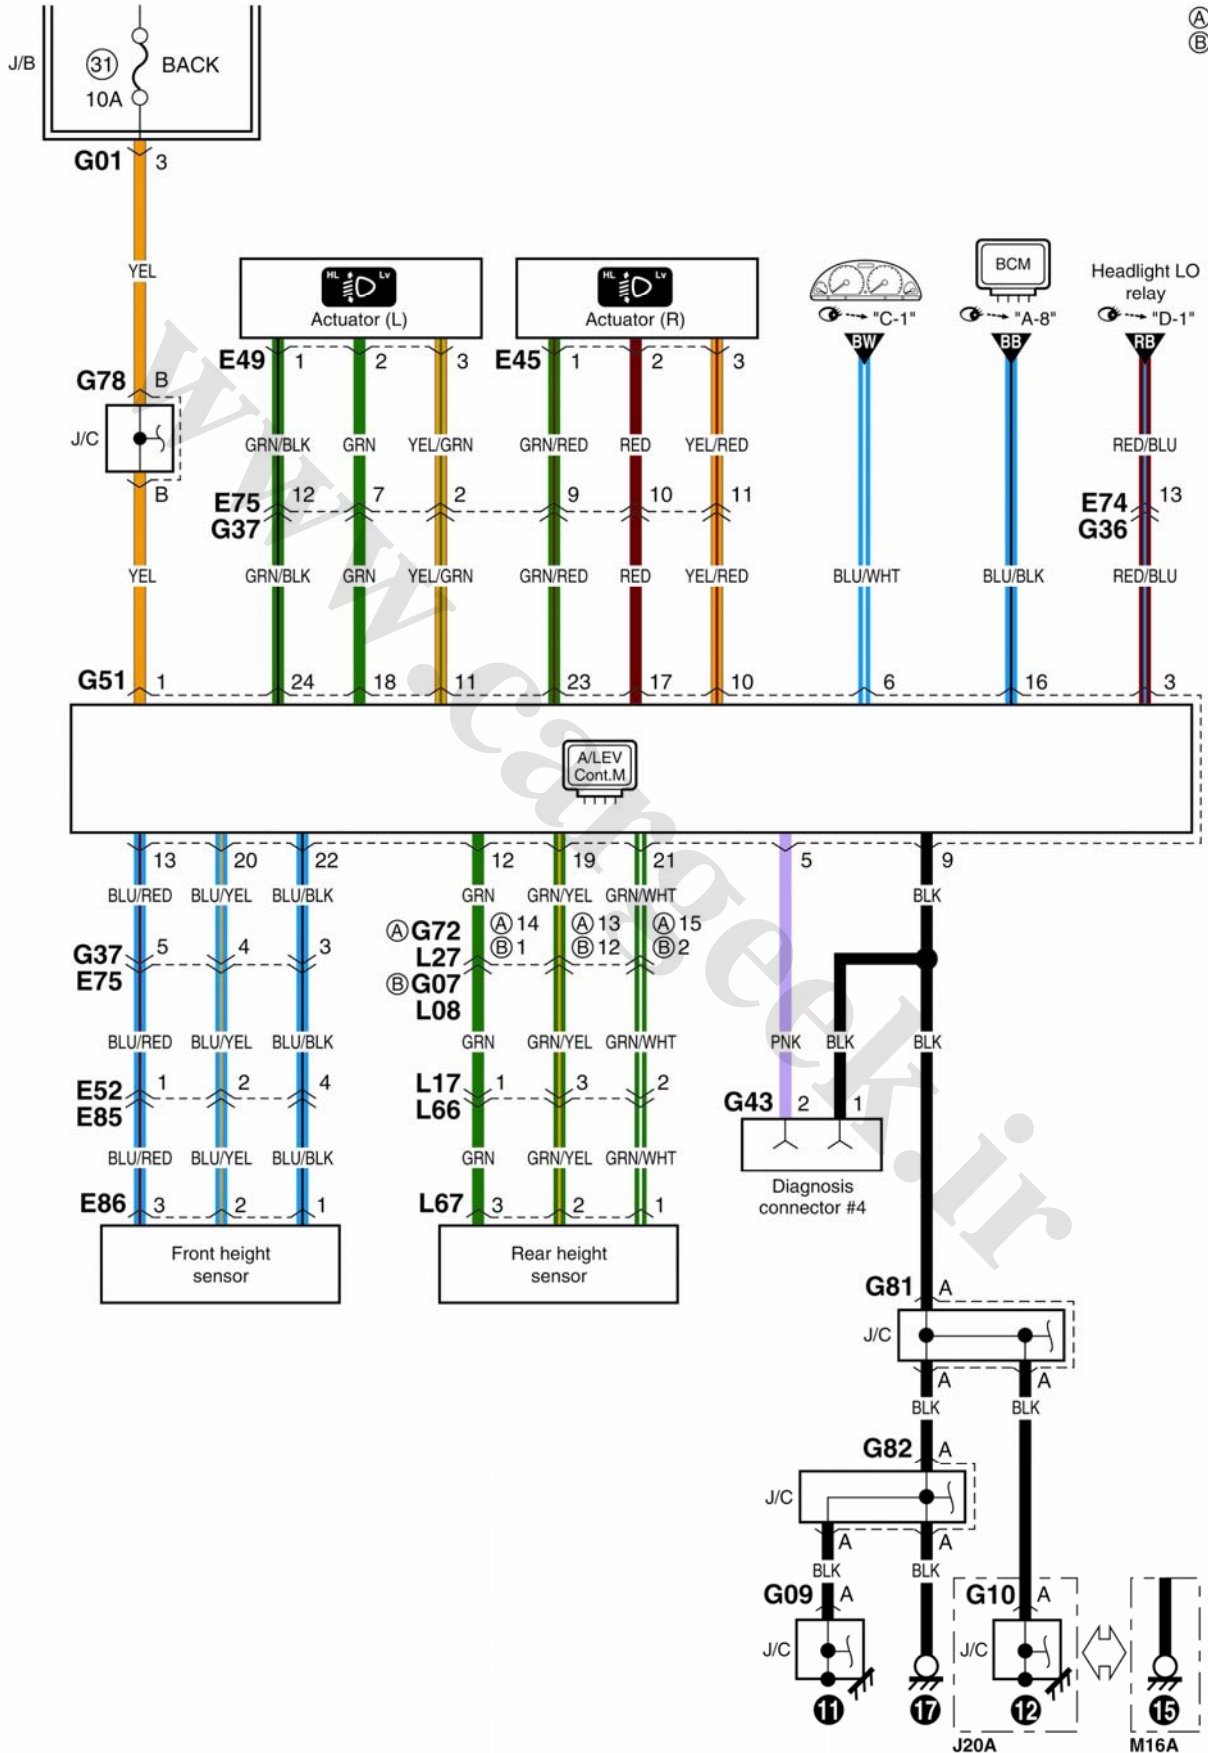 Ⓐ
Ⓑ
J/B
31
BACK
10A
G01 3
YEL
HL Lv
Actuator (L)
HL Lv
Actuator (R)
"C-1"
BW
BCM
"A-8"
BB
Headlight LO
relay
"D-1"
RB
E49 1 2 3
E45 1 2 3
G78 B
J/C
B
GRN/BLK GRN YEL/GRN GRN/RED RED YEL/RED RED/BLU
E75 12 7 2 9 10 11
G37
E74 13
G36
YEL GRN/BLK GRN YEL/GRN GRN/RED RED YEL/RED BLU/WHT BLU/BLK RED/BLU
G51 1 24 18 11 23 17 10 6 16 3
A/LEV
Cont.M
13 20 22 12 19 21 5 9
BLU/RED BLU/YEL BLU/BLK GRN GRN/YEL GRN/WHT BLK
G37 5 4 3
E75
Ⓐ G72 Ⓐ 14 Ⓐ 13 Ⓐ 15
L27 Ⓑ 1 Ⓑ 12 Ⓑ 2
Ⓑ G07
L08
BLU/RED BLU/YEL BLU/BLK GRN GRN/YEL GRN/WHT PNK BLK BLK
E52 1 2 4
E85
L17 1 3 2
L66
G43 2 1
BLU/RED BLU/YEL BLU/BLK GRN GRN/YEL GRN/WHT
E86 3 2 1
L67 3 2 1
Diagnosis
connector #4
Front height
sensor
Rear height
sensor
G81 A
J/C
A A
BLK BLK
G82 A
J/C
A A
BLK BLK
G09 A
J/C
11
17
G10 A
J/C
12
15
J20A
M16A
www.cargeek.ir